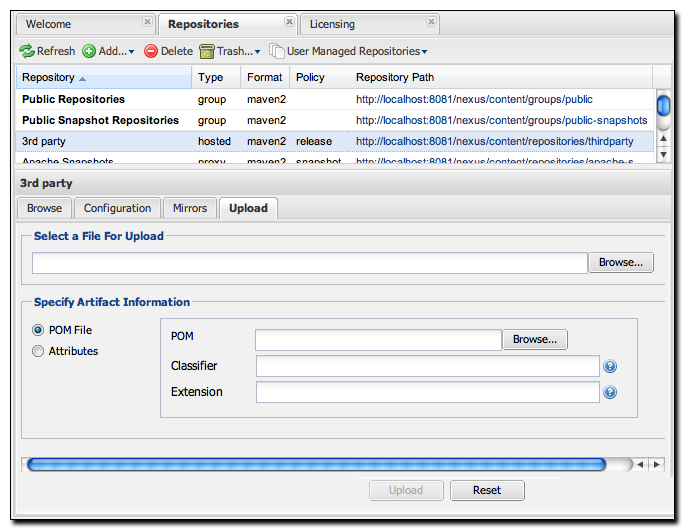 Welcome Repositories Licensing
Refresh Add... Delete Trash... User Managed Repositories
Repository Type Format Policy Repository Path
Public Repositories group maven2 http://localhost:8081/nexus/content/groups/public
Public Snapshot Repositories group maven2 http://localhost:8081/nexus/content/groups/public-snapshots
3rd party hosted maven2 release http://localhost:8081/nexus/content/repositories/thirdparty
Apache Snapshots proxy maven2 snapshot http://localhost:8081/nexus/content/repositories/apache-s
3rd party
Browse Configuration Mirrors Upload
Select a File For Upload
Browse...
Specify Artifact Information
POM File
Attributes
POM Browse...
Classifier
Extension
Upload Reset